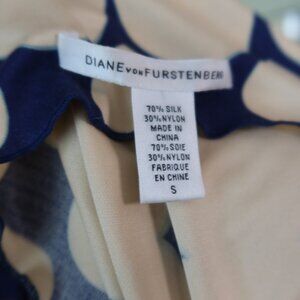 DIANE VON FURSTENBERG
70% SILK
30% NYLON
MADE IN
CHINA
70% SOIE
30% NYLON
FABRIQUE
EN CHINE
S